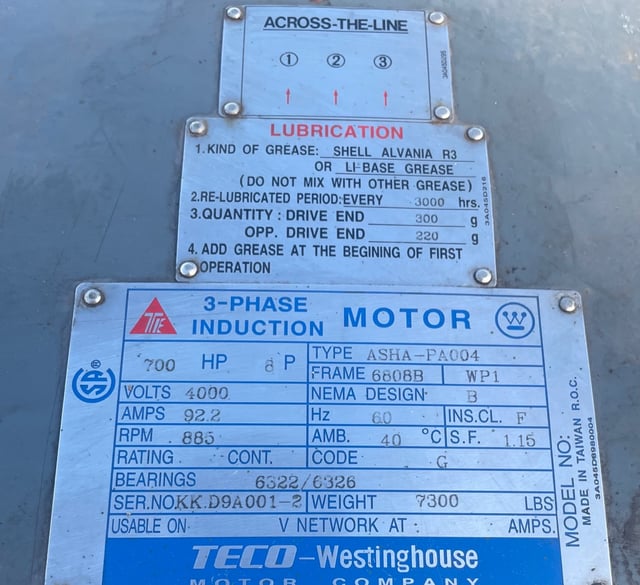 ACROSS-THE-LINE
1 2 3
3A045D295
LUBRICATION
1.KIND OF GREASE: SHELL ALVANIA R3
OR LI-BASE GREASE
(DO NOT MIX WITH OTHER GREASE)
2.RE-LUBRICATED PERIOD:EVERY 3000 hrs.
3.QUANTITY : DRIVE END 300 g
OPP. DRIVE END 220 g
4. ADD GREASE AT THE BEGINING OF FIRST
OPERATION
3A045D216
3-PHASE
INDUCTION MOTOR
700 HP 8 P
TYPE ASHA-PA004
FRAME 6808B WP1
VOLTS 4000 NEMA DESIGN B
AMPS 92.2 Hz 60 INS.CL. F
RPM 885 AMB. 40 °C S.F. 1.15
RATING CONT. CODE G
BEARINGS 6322/6326
SER.NO.KK.D9A001-2 WEIGHT 7300 LBS
USABLE ON V NETWORK AT : AMPS.
MODEL NO:
MADE IN TAIWAN R.O.C.
3A045D8980004
TECO-Westinghouse
MOTOR COMPANY